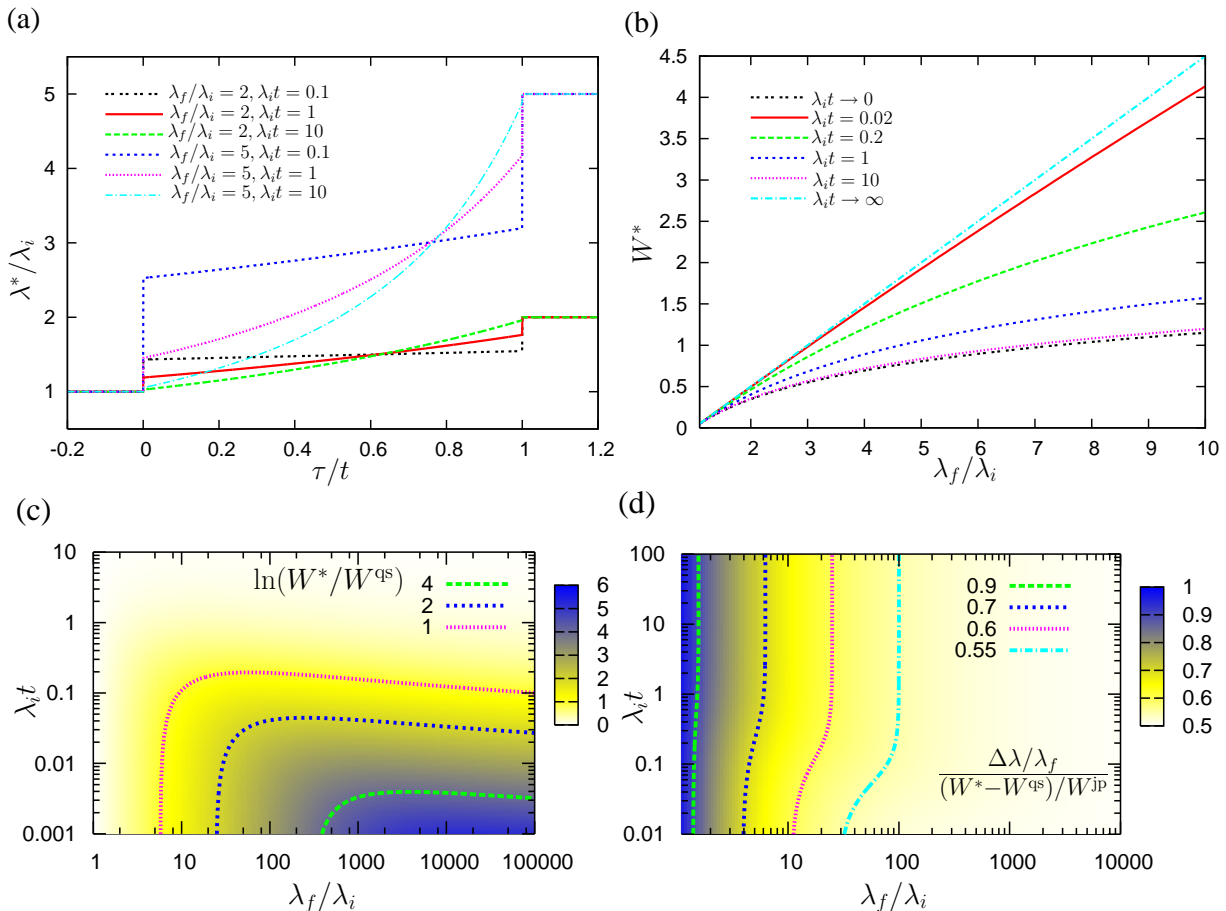 (a)
λ*/λi
5
4
3
2
1
λf/λi = 2, λit = 0.1
λf/λi = 2, λit = 1
λf/λi = 2, λit = 10
λf/λi = 5, λit = 0.1
λf/λi = 5, λit = 1
λf/λi = 5, λit = 10
-0.2 0 0.2 0.4 0.6 0.8 1 1.2
τ/t
(b)
W*
4.5
4
3.5
3
2.5
2
1.5
1
0.5
0
λit → 0
λit = 0.02
λit = 0.2
λit = 1
λit = 10
λit → ∞
2 3 4 5 6 7 8 9 10
λf/λi
(c)
λit
10
1
0.1
0.01
0.001
ln(W*/Wqs)
4
2
1
6
5
4
3
2
1
0
1 10 100 1000 10000 100000
λf/λi
(d)
λit
100
10
1
0.1
0.01
0.9
0.7
0.6
0.55
Δλ/λf
(W*−Wqs)/Wjp
1
0.9
0.8
0.7
0.6
0.5
10 100 1000 10000
λf/λi